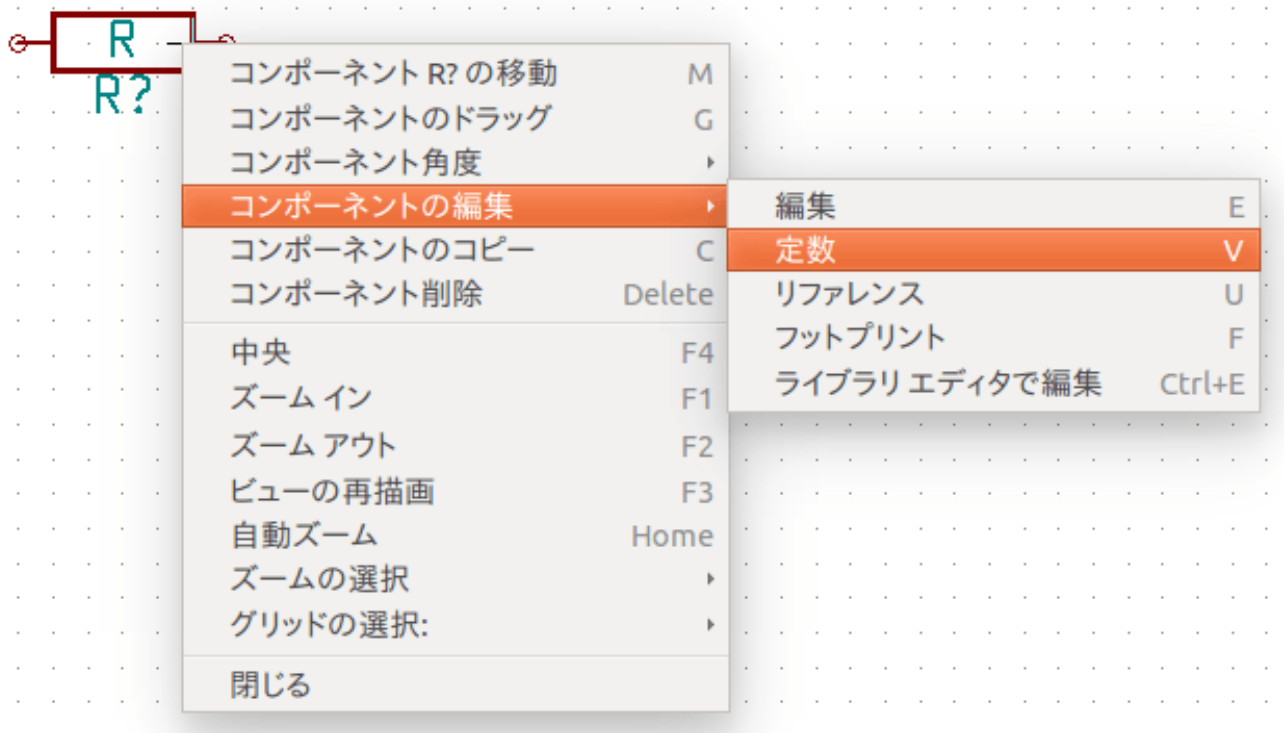 R
R?
コンポーネント R? の移動 M
コンポーネントのドラッグ G
コンポーネント角度
コンポーネントの編集
コンポーネントのコピー C
コンポーネント削除 Delete
中央 F4
ズーム イン F1
ズーム アウト F2
ビューの再描画 F3
自動ズーム Home
ズームの選択
グリッドの選択:
閉じる
編集 E
定数 V
リファレンス U
フットプリント F
ライブラリ エディタで編集 Ctrl+E